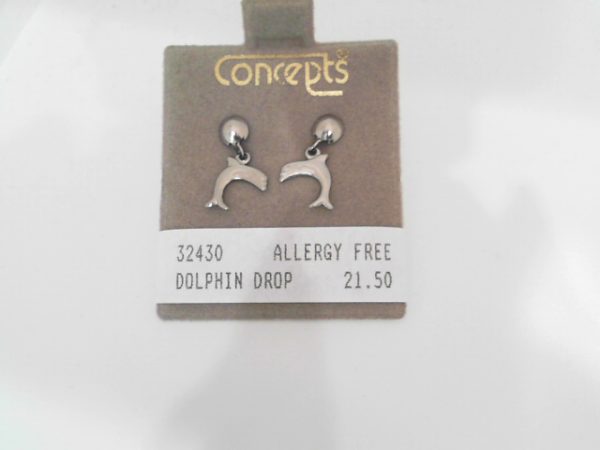 Concepts®
32430 ALLERGY FREE
DOLPHIN DROP 21.50